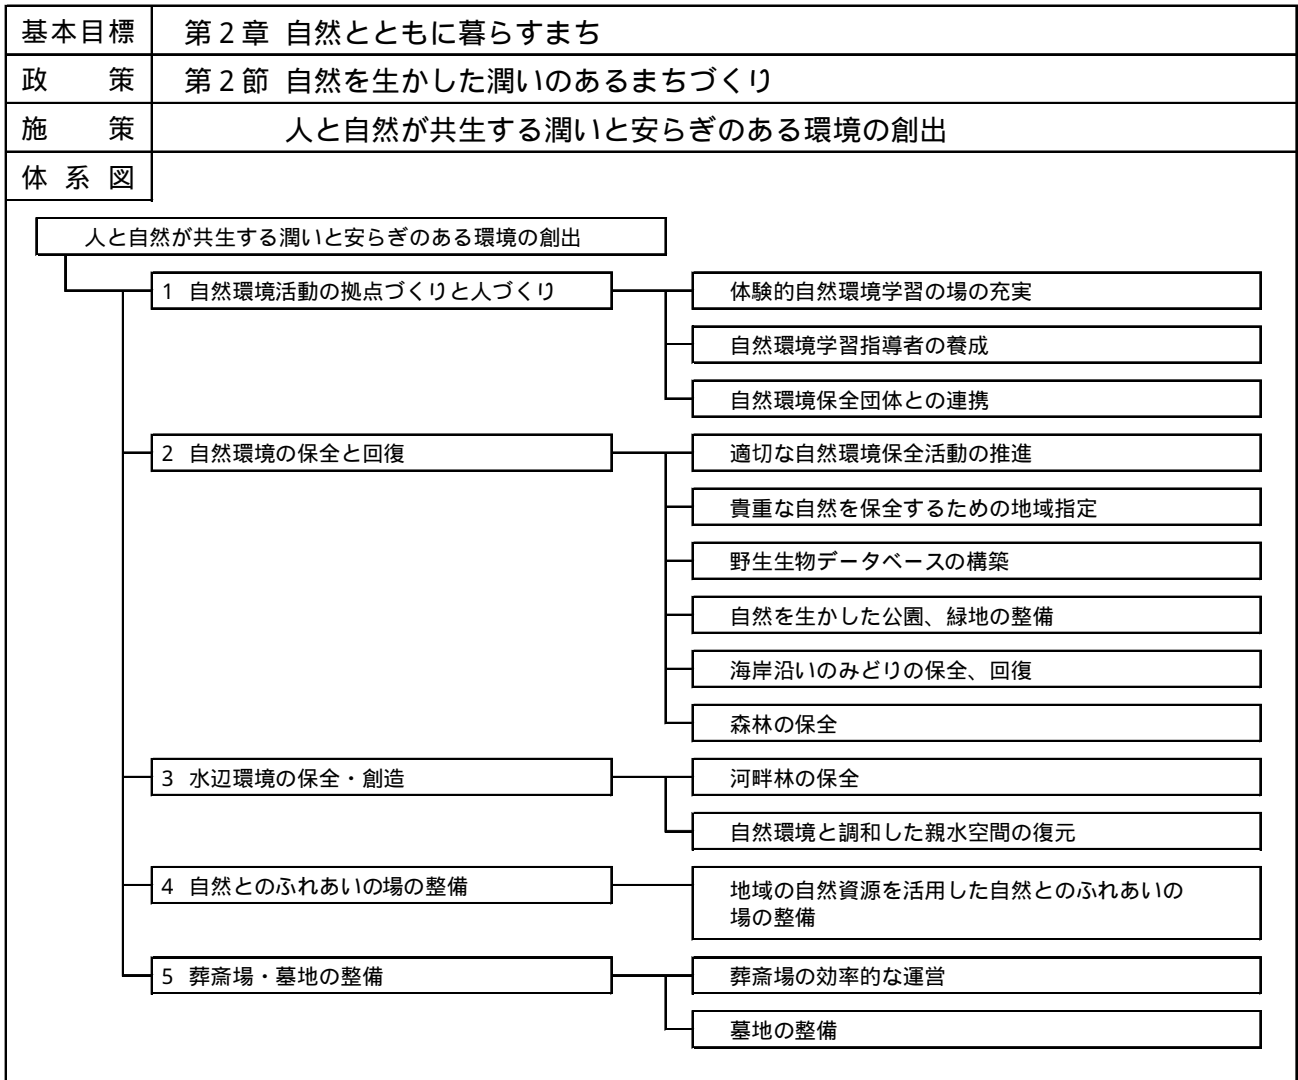 基本目標 第2章 自然とともに暮らすまち
政策 第2節 自然を生かした潤いのあるまちづくり
施策 人と自然が共生する潤いと安らぎのある環境の創出
体系図
人と自然が共生する潤いと安らぎのある環境の創出
1 自然環境活動の拠点づくりと人づくり
体験的自然環境学習の場の充実
自然環境学習指導者の養成
自然環境保全団体との連携
2 自然環境の保全と回復
適切な自然環境保全活動の推進
貴重な自然を保全するための地域指定
野生生物データベースの構築
自然を生かした公園、緑地の整備
海岸沿いのみどりの保全、回復
森林の保全
3 水辺環境の保全・創造
河畔林の保全
自然環境と調和した親水空間の復元
4 自然とのふれあいの場の整備
地域の自然資源を活用した自然とのふれあいの
場の整備
5 葬斎場・墓地の整備
葬斎場の効率的な運営
墓地の整備